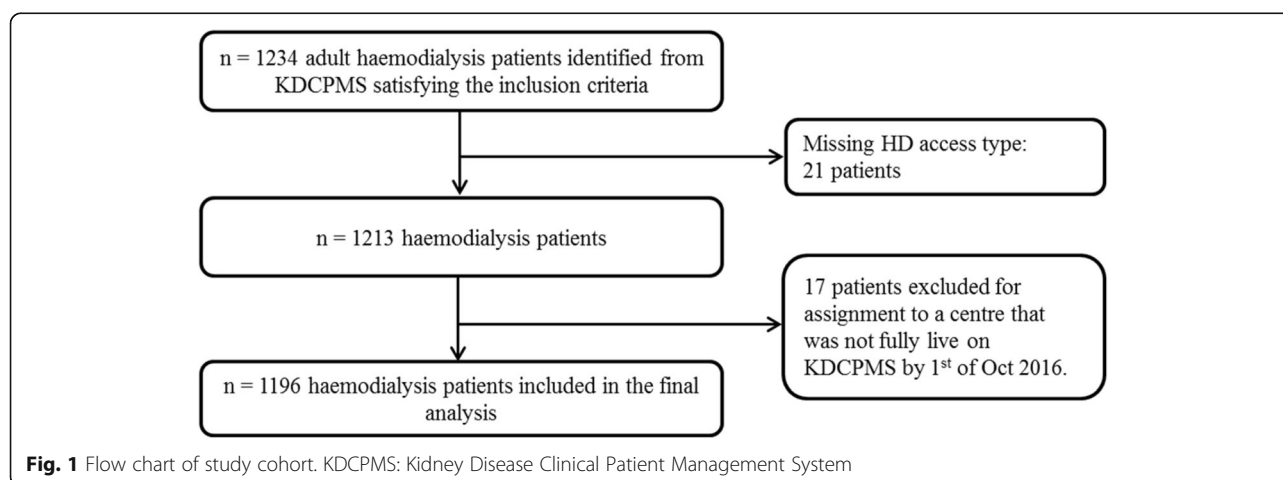 n = 1234 adult haemodialysis patients identified from
KDCPMS satisfying the inclusion criteria
Missing HD access type:
21 patients
n = 1213 haemodialysis patients
17 patients excluded for
assignment to a centre that
was not fully live on
KDCPMS by 1st of Oct 2016.
n = 1196 haemodialysis patients included in the final
analysis
Fig. 1 Flow chart of study cohort. KDCPMS: Kidney Disease Clinical Patient Management System